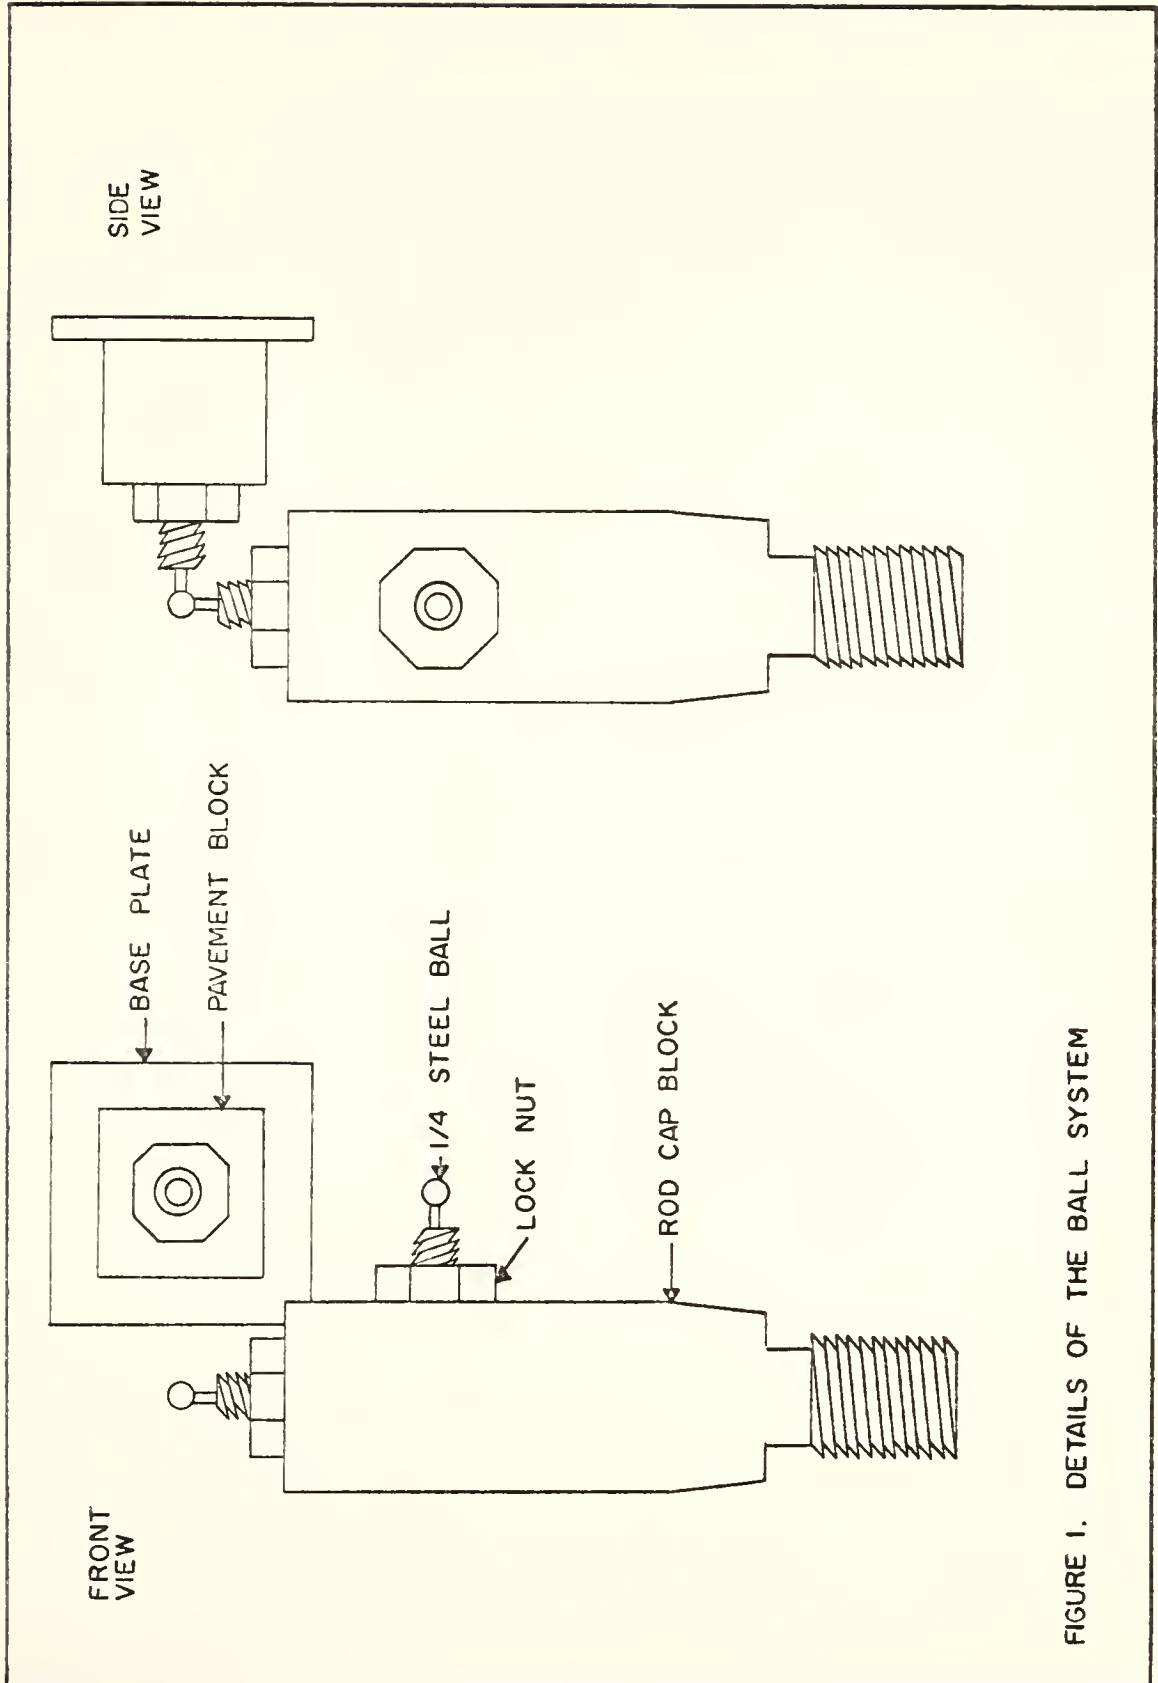 FRONT
VIEW
SIDE
VIEW
BASE PLATE
PAVEMENT BLOCK
1/4 STEEL BALL
LOCK NUT
ROD CAP BLOCK
FIGURE 1. DETAILS OF THE BALL SYSTEM